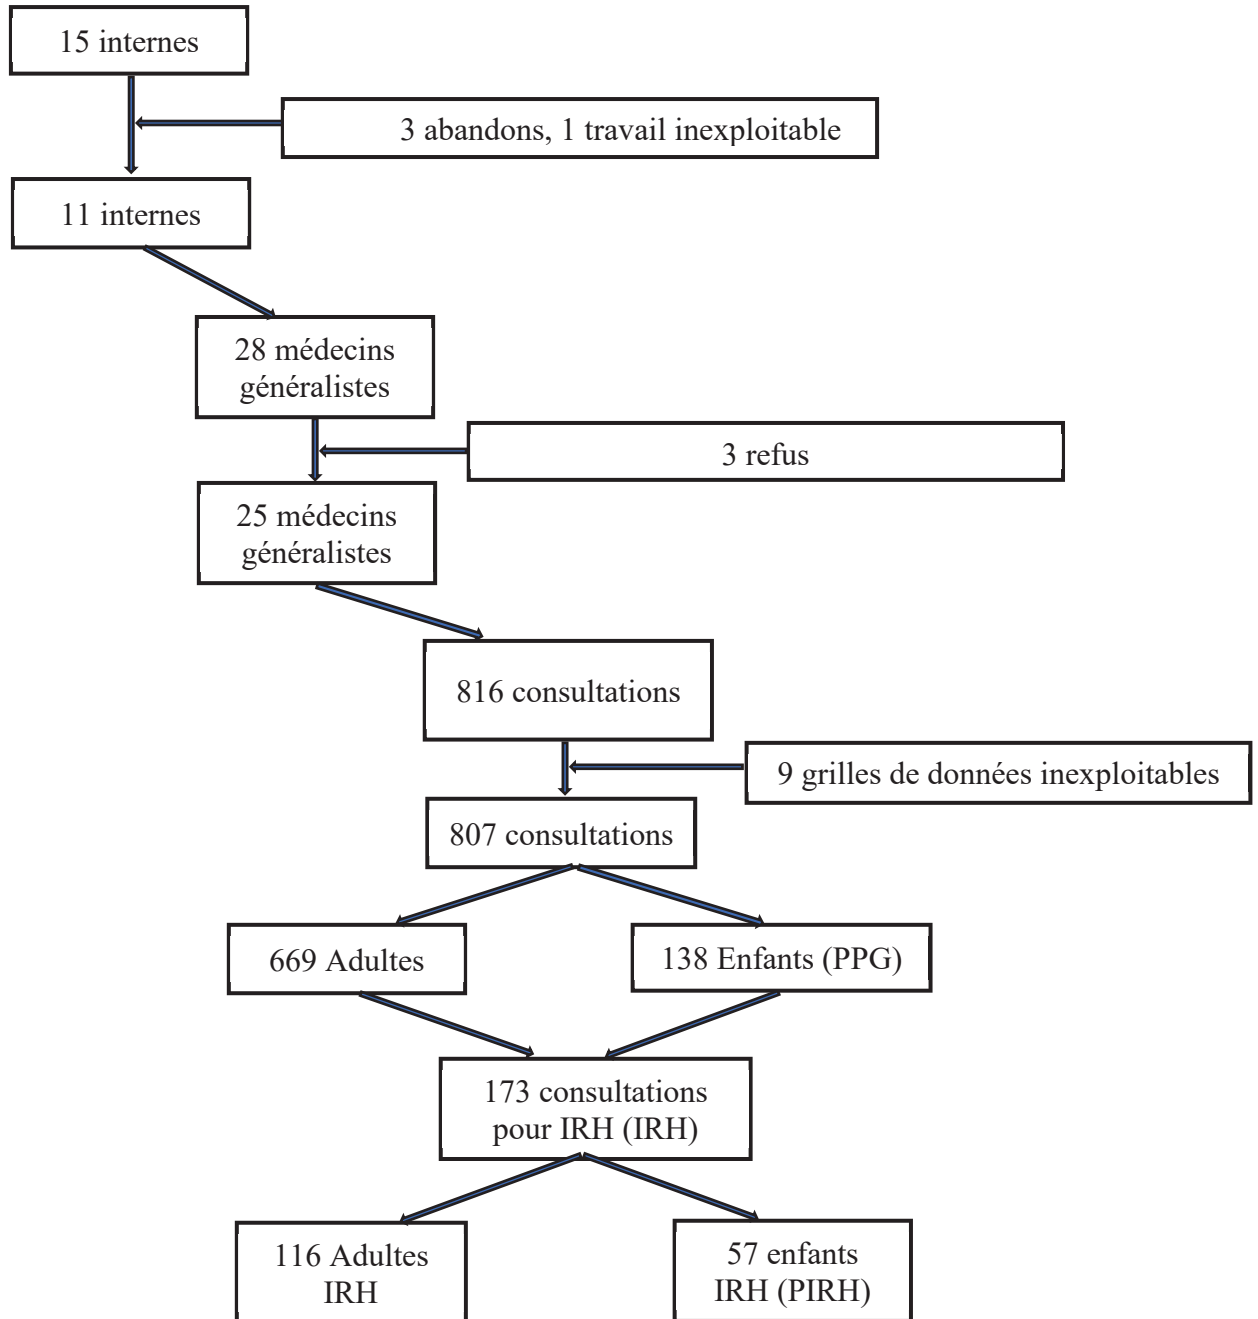 15 internes
3 abandons, 1 travail inexploitable
11 internes
28 médecins
généralistes
3 refus
25 médecins
généralistes
816 consultations
9 grilles de données inexploitables
807 consultations
669 Adultes
138 Enfants (PPG)
173 consultations
pour IRH (IRH)
116 Adultes
IRH
57 enfants
IRH (PIRH)